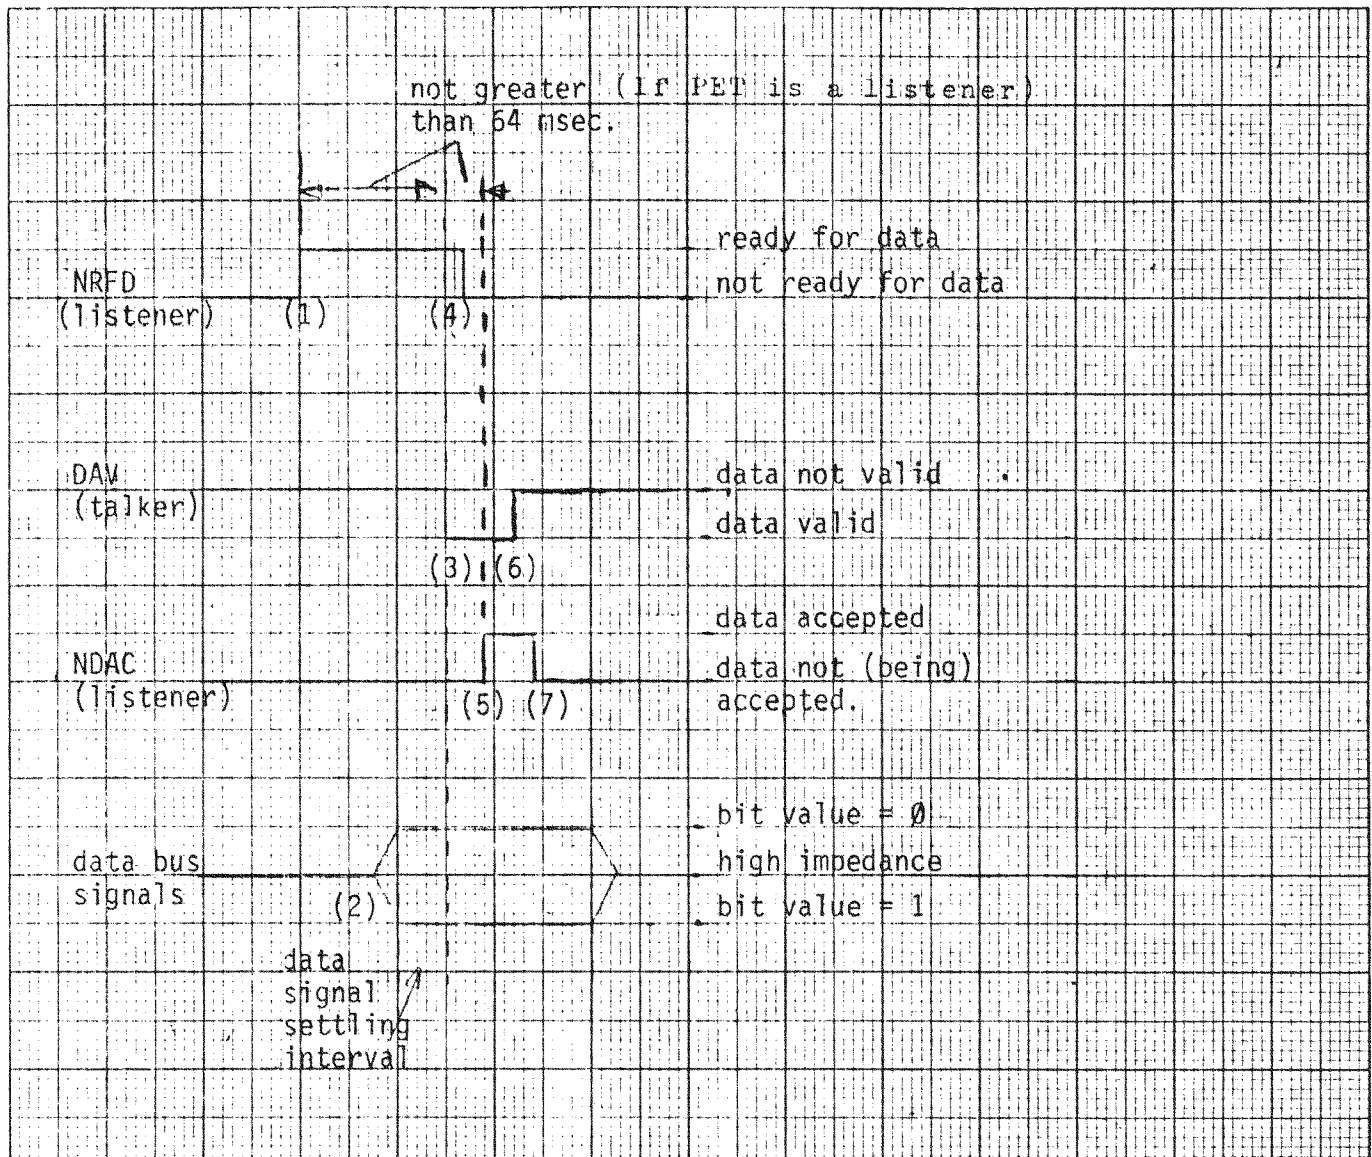 not greater (If PET is a listener)
than 64 msec.
ready for data
NRFD
not ready for data
(listener)
(1)
(4)
DAV
data not valid
(talker)
data valid
(3)
(6)
data accepted
NDAC
data not (being)
(listener)
accepted.
(5)
(7)
bit value = Ø
data bus
high impedance
signals
(2)
bit value = 1
data
signal
settling
interval